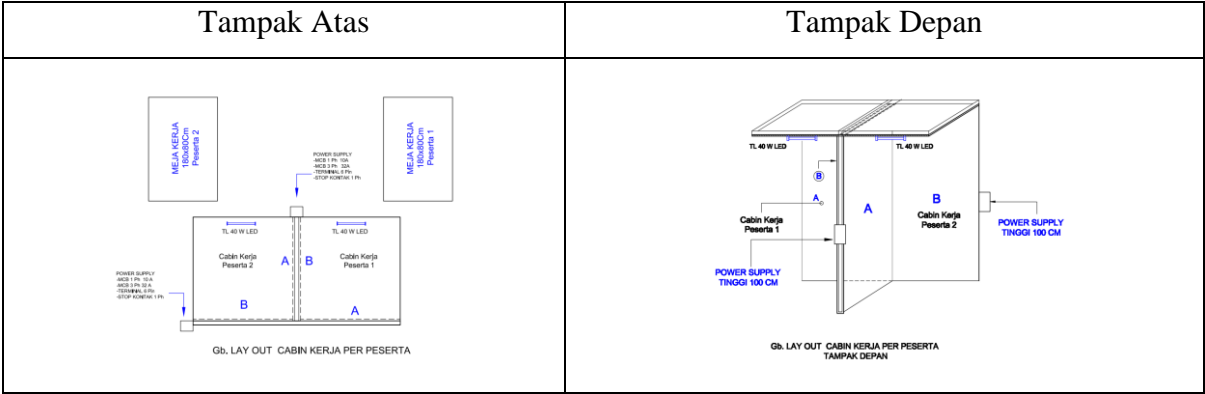 Tampak Atas
Tampak Depan
MEJA KERJA
180x80Cm
Peserta 2
MEJA KERJA
180x80Cm
Peserta 1
POWER SUPPLY
-MCB 1 Ph 10A
-MCB 3 Ph 32A
-TERMINAL 6 Pin
-STOP KONTAK 1 Ph
TL 40 W LED
TL 40 W LED
Cabin Kerja
Peserta 2
A
B
Cabin Kerja
Peserta 1
POWER SUPPLY
-MCB 1 Ph 10 A
-MCB 3 Ph 32 A
-TERMINAL 6 Pin
-STOP KONTAK 1 Ph
B
A
Gb. LAY OUT CABIN KERJA PER PESERTA
TL 40 W LED
TL 40 W LED
B
A
A
B
Cabin Kerja
Peserta 1
Cabin Kerja
Peserta 2
POWER SUPPLY
TINGGI 100 CM
POWER SUPPLY
TINGGI 100 CM
Gb. LAY OUT CABIN KERJA PER PESERTA
TAMPAK DEPAN